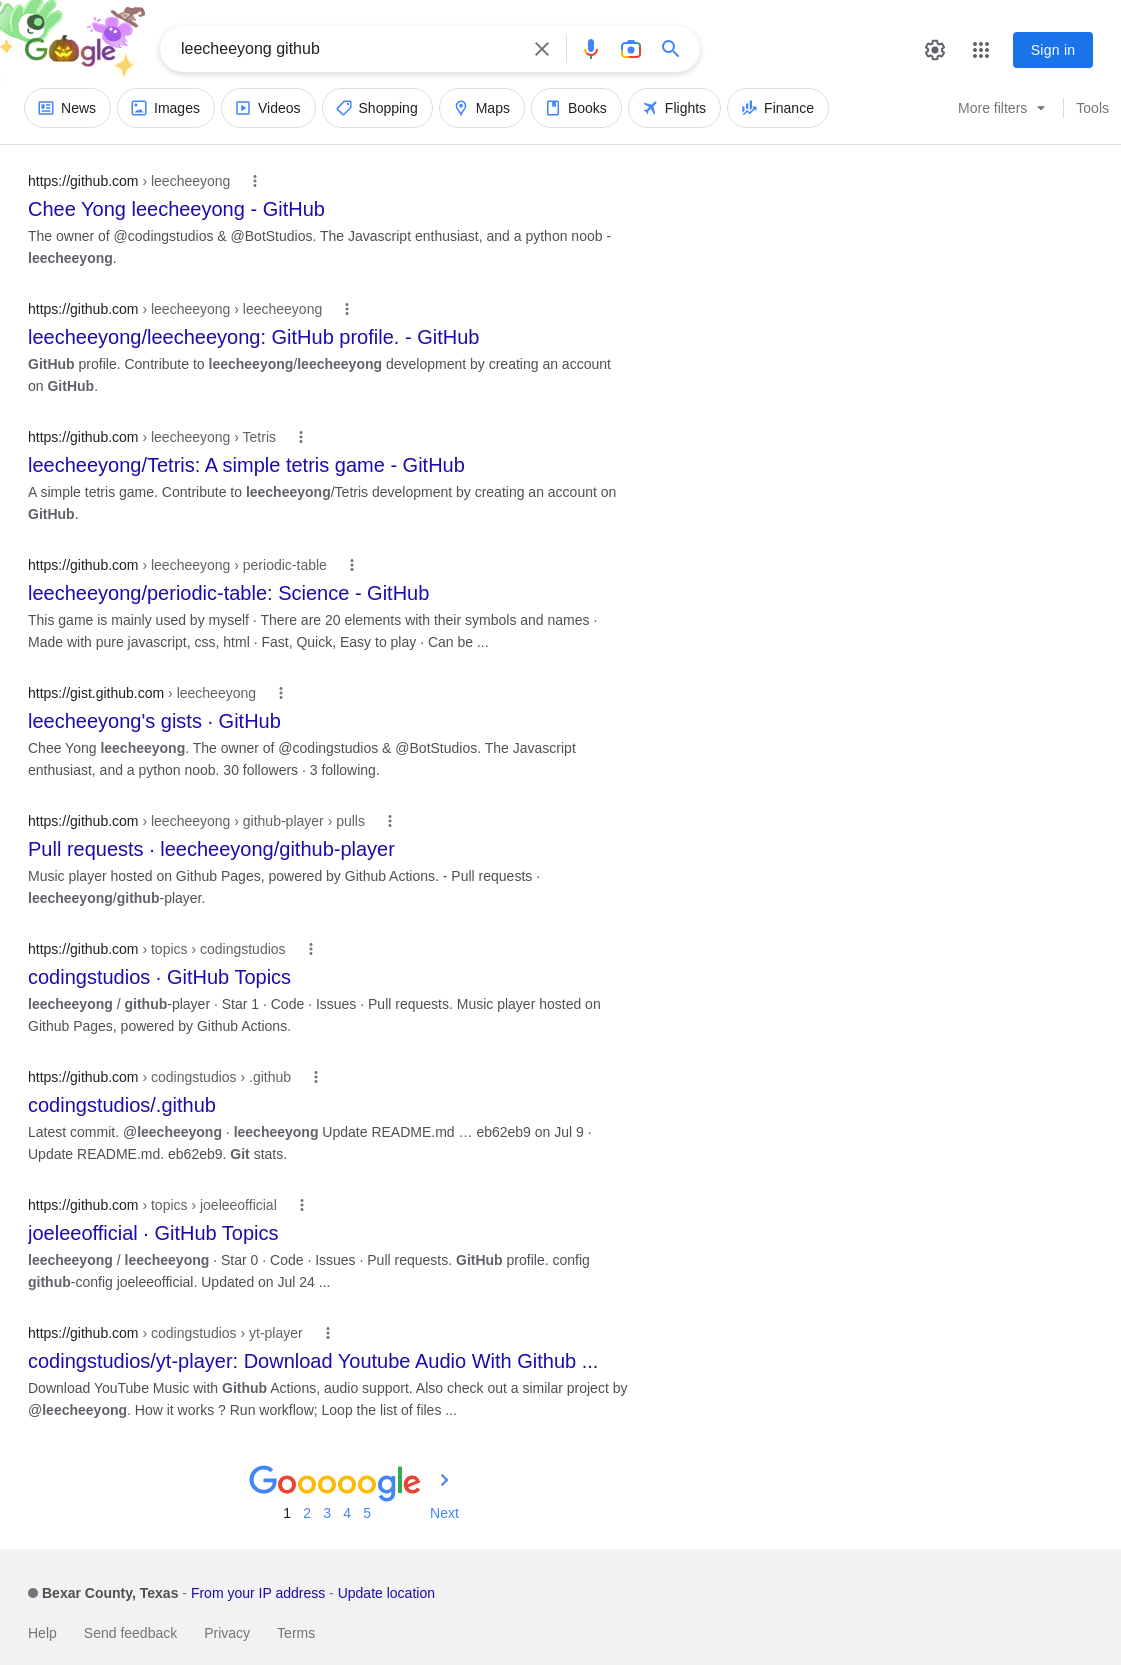 Google
leecheeyong github
Sign in
News
Images
Videos
Shopping
Maps
Books
Flights
Finance
More filters
Tools
https://github.com › leecheeyong
Chee Yong leecheeyong - GitHub
The owner of @codingstudios & @BotStudios. The Javascript enthusiast, and a python noob -
leecheeyong.
https://github.com › leecheeyong › leecheeyong
leecheeyong/leecheeyong: GitHub profile. - GitHub
GitHub profile. Contribute to leecheeyong/leecheeyong development by creating an account
on GitHub.
https://github.com › leecheeyong › Tetris
leecheeyong/Tetris: A simple tetris game - GitHub
A simple tetris game. Contribute to leecheeyong/Tetris development by creating an account on
GitHub.
https://github.com › leecheeyong › periodic-table
leecheeyong/periodic-table: Science - GitHub
This game is mainly used by myself · There are 20 elements with their symbols and names ·
Made with pure javascript, css, html · Fast, Quick, Easy to play · Can be ...
https://gist.github.com › leecheeyong
leecheeyong's gists · GitHub
Chee Yong leecheeyong. The owner of @codingstudios & @BotStudios. The Javascript
enthusiast, and a python noob. 30 followers · 3 following.
https://github.com › leecheeyong › github-player › pulls
Pull requests · leecheeyong/github-player
Music player hosted on Github Pages, powered by Github Actions. - Pull requests ·
leecheeyong/github-player.
https://github.com › topics › codingstudios
codingstudios · GitHub Topics
leecheeyong / github-player · Star 1 · Code · Issues · Pull requests. Music player hosted on
Github Pages, powered by Github Actions.
https://github.com › codingstudios › .github
codingstudios/.github
Latest commit. @leecheeyong · leecheeyong Update README.md … eb62eb9 on Jul 9 ·
Update README.md. eb62eb9. Git stats.
https://github.com › topics › joeleeofficial
joeleeofficial · GitHub Topics
leecheeyong / leecheeyong · Star 0 · Code · Issues · Pull requests. GitHub profile. config
github-config joeleeofficial. Updated on Jul 24 ...
https://github.com › codingstudios › yt-player
codingstudios/yt-player: Download Youtube Audio With Github ...
Download YouTube Music with Github Actions, audio support. Also check out a similar project by
@leecheeyong. How it works ? Run workflow; Loop the list of files ...
Gooooogle
1 2 3 4 5 Next
Bexar County, Texas - From your IP address - Update location
Help Send feedback Privacy Terms